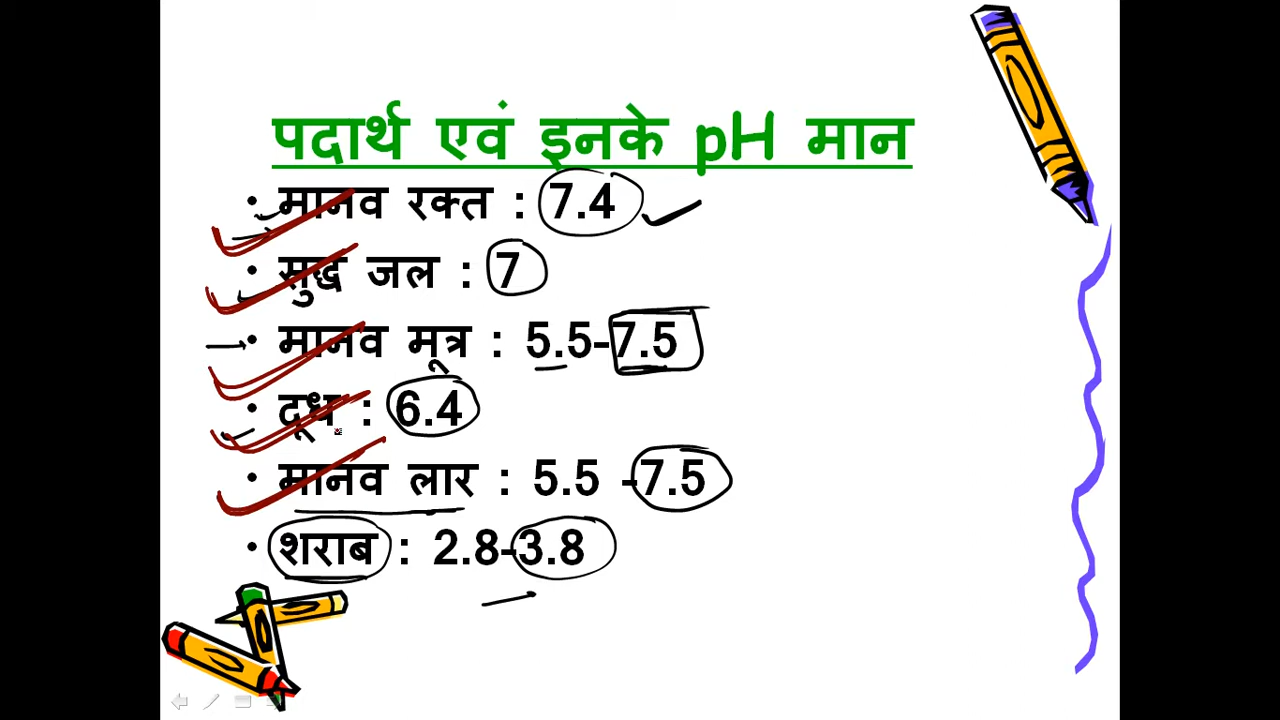 पदार्थ एवं इनके pH मान
• मानव रक्त : 7.4
• सुद्ध जल : 7
• मानव मूत्र : 5.5-7.5
• दूध : 6.4
• मानव लार : 5.5 -7.5
• शराब : 2.8-3.8